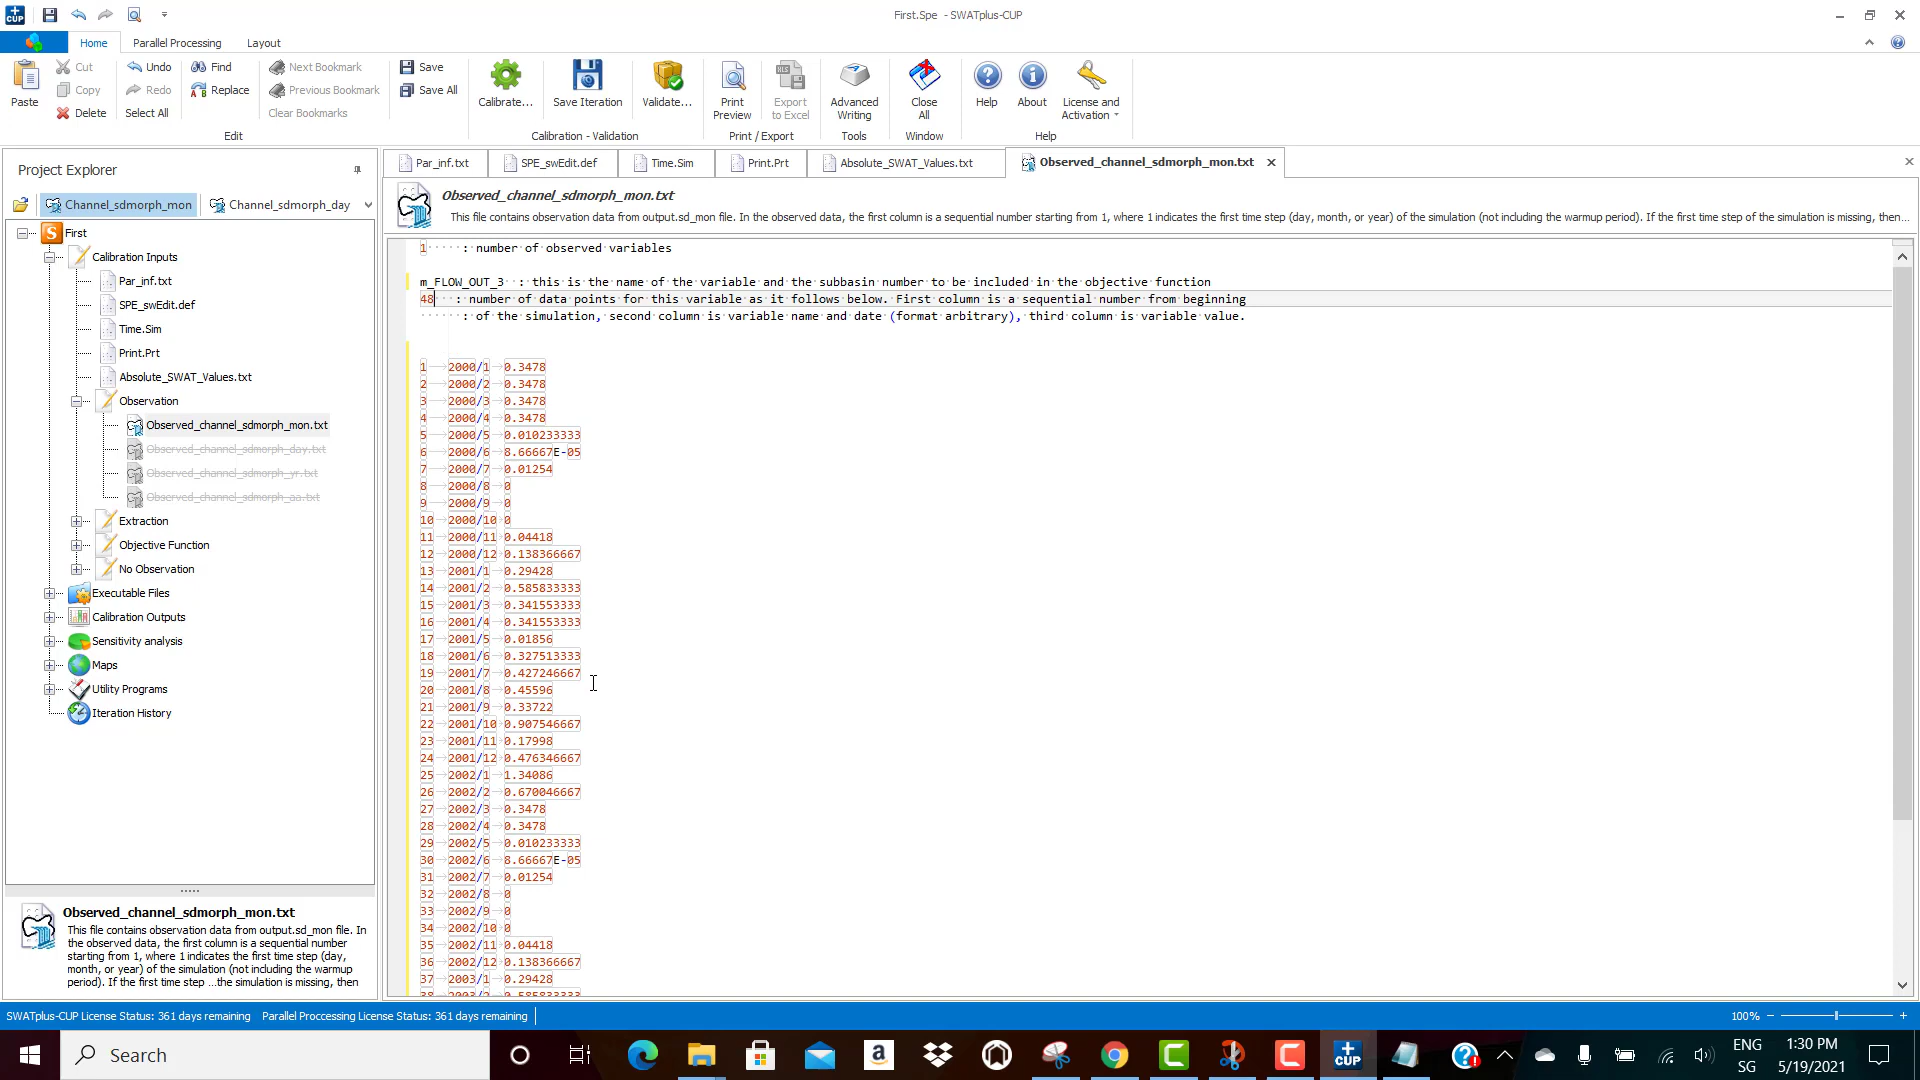 CUP
First.Spe - SWATplus-CUP
Home
Parallel Processing
Layout
Paste
Cut
Copy
Delete
Undo
Redo
Select All
Find
Replace
Edit
Next Bookmark
Previous Bookmark
Clear Bookmarks
Save
Save All
Calibrate...
Save Iteration
Validate...
Calibration - Validation
Print Preview
Export to Excel
Print / Export
Advanced Writing
Tools
Close All
Window
Help
About
License and Activation
Help
Project Explorer
Channel_sdmorph_mon
Channel_sdmorph_day
First
Calibration Inputs
Par_inf.txt
SPE_swEdit.def
Time.Sim
Print.Prt
Absolute_SWAT_Values.txt
Observation
Observed_channel_sdmorph_mon.txt
Observed_channel_sdmorph_day.txt
Observed_channel_sdmorph_yr.txt
Observed_channel_sdmorph_aa.txt
Extraction
Objective Function
No Observation
Executable Files
Calibration Outputs
Sensitivity analysis
Maps
Utility Programs
Iteration History
Observed_channel_sdmorph_mon.txt
This file contains observation data from output.sd_mon file. In
the observed data, the first column is a sequential number
starting from 1, where 1 indicates the first time step (day,
month, or year) of the simulation (not including the warmup
period). If the first time step ...the simulation is missing, then
Par_inf.txt
SPE_swEdit.def
Time.Sim
Print.Prt
Absolute_SWAT_Values.txt
Observed_channel_sdmorph_mon.txt
Observed_channel_sdmorph_mon.txt
This file contains observation data from output.sd_mon file. In the observed data, the first column is a sequential number starting from 1, where 1 indicates the first time step (day, month, or year) of the simulation (not including the warmup period). If the first time step of the simulation is missing, then...
1 : number of observed variables
m_FLOW_OUT_3 : this is the name of the variable and the subbasin number to be included in the objective function
48 : number of data points for this variable as it follows below. First column is a sequential number from beginning
: of the simulation, second column is variable name and date (format arbitrary), third column is variable value.
1 2000/1 0.3478
2 2000/2 0.3478
3 2000/3 0.3478
4 2000/4 0.3478
5 2000/5 0.010233333
6 2000/6 8.66667E-05
7 2000/7 0.01254
8 2000/8 0
9 2000/9 0
10 2000/10 0
11 2000/11 0.04418
12 2000/12 0.138366667
13 2001/1 0.29428
14 2001/2 0.585833333
15 2001/3 0.341553333
16 2001/4 0.341553333
17 2001/5 0.01856
18 2001/6 0.327513333
19 2001/7 0.427246667
20 2001/8 0.45596
21 2001/9 0.33722
22 2001/10 0.907546667
23 2001/11 0.17998
24 2001/12 0.476346667
25 2002/1 1.34086
26 2002/2 0.670046667
27 2002/3 0.3478
28 2002/4 0.3478
29 2002/5 0.010233333
30 2002/6 8.66667E-05
31 2002/7 0.01254
32 2002/8 0
33 2002/9 0
34 2002/10 0
35 2002/11 0.04418
36 2002/12 0.138366667
37 2003/1 0.29428
38 2003/2 0.585833333
SWATplus-CUP License Status: 361 days remaining
Parallel Proccessing License Status: 361 days remaining
100%
Search
CUP
ENG
SG
1:30 PM
5/19/2021